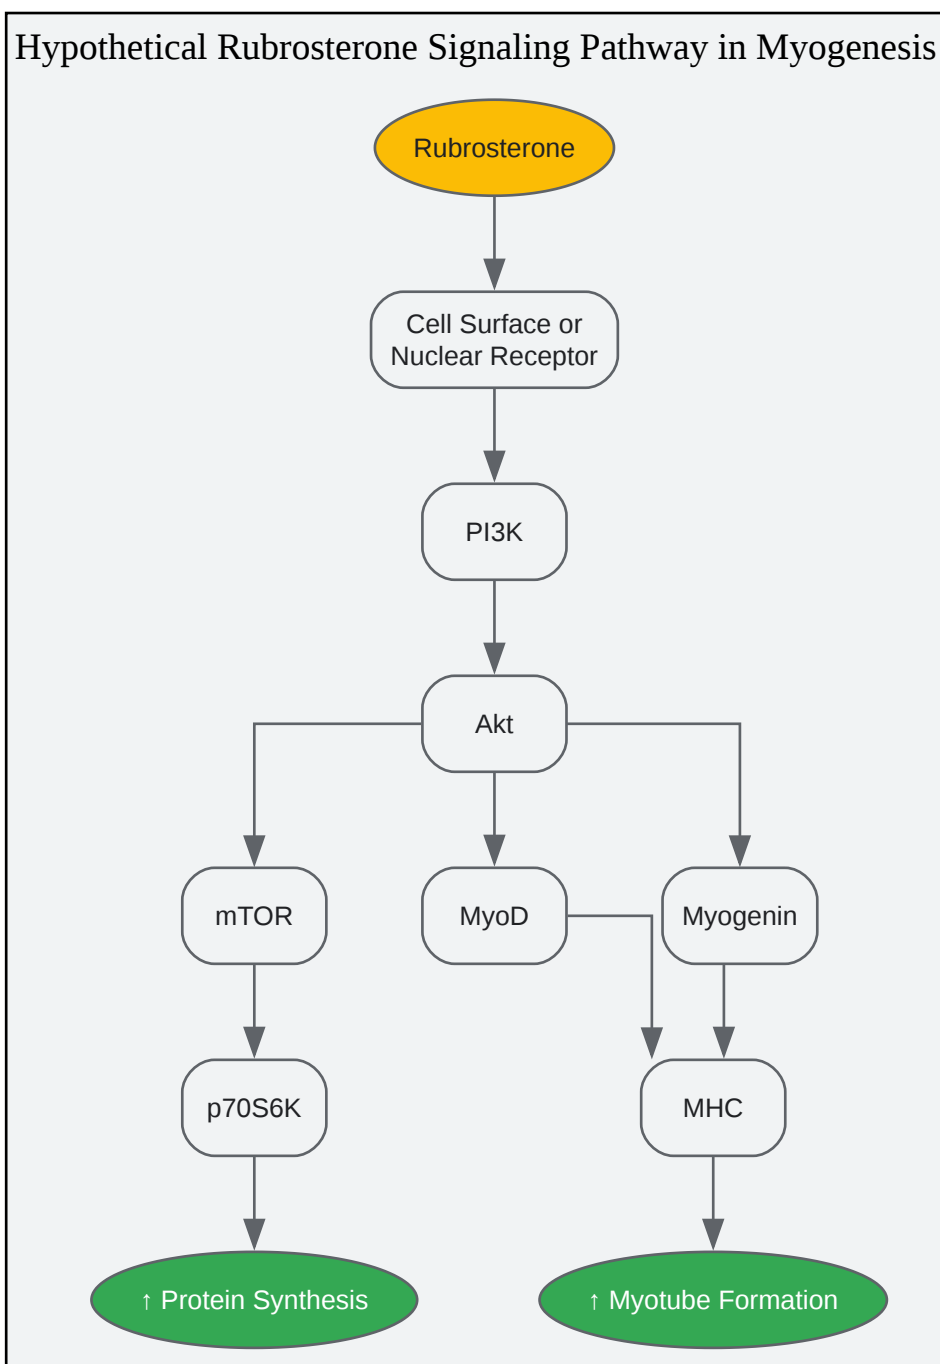 Hypothetical Rubrosterone Signaling Pathway in Myogenesis
Rubrosterone
Cell Surface or
Nuclear Receptor
PI3K
Akt
mTOR
MyoD
Myogenin
p70S6K
MHC
↑ Protein Synthesis
↑ Myotube Formation